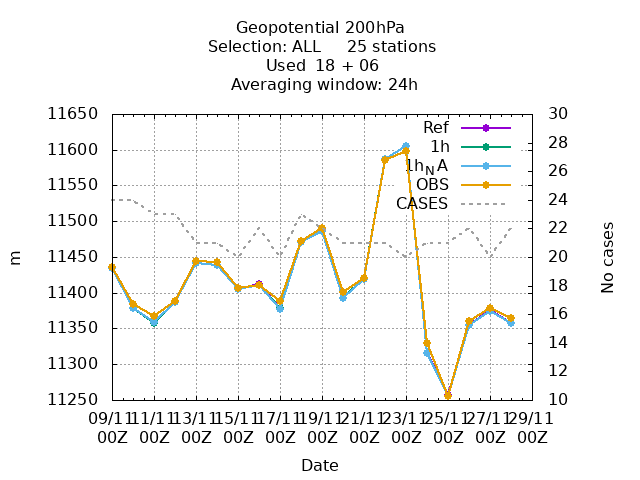 Geopotential 200hPa
Selection: ALL 25 stations
Used 18 + 06
Averaging window: 24h
11650
11600
11550
11500
11450
11400
11350
11300
11250
m
30
28
26
24
22
20
18
16
14
12
10
No cases
Ref
1h
1h_NA
OBS
CASES
09/11 11/11 13/11 15/11 17/11 19/11 21/11 23/11 25/11 27/11 29/11
00Z 00Z 00Z 00Z 00Z 00Z 00Z 00Z 00Z 00Z 00Z
Date